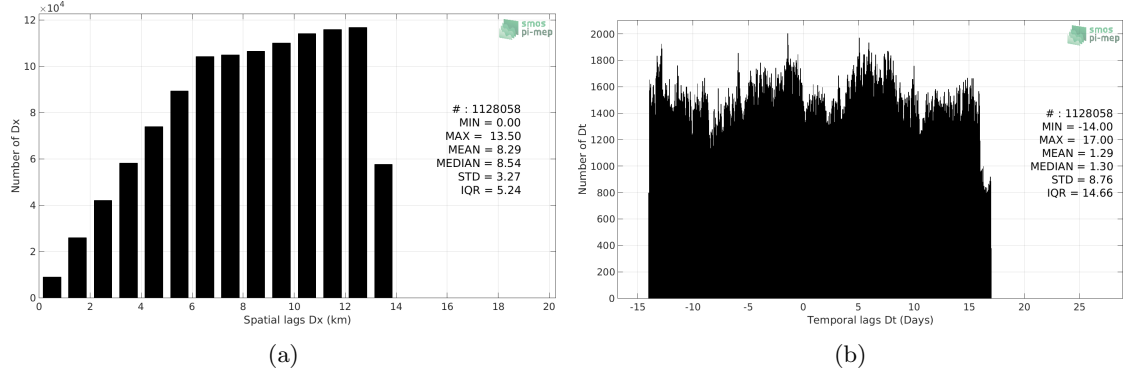 ×10⁴
smos
pi-mep
12
10
8
6
4
2
0
Number of Dx
# : 1128058
MIN = 0.00
MAX = 13.50
MEAN = 8.29
MEDIAN = 8.54
STD = 3.27
IQR = 5.24
0 2 4 6 8 10 12 14 16 18 20
Spatial lags Dx (km)
(a)
smos
pi-mep
2000
1800
1600
1400
1200
1000
800
600
400
200
0
Number of Dt
# : 1128058
MIN = -14.00
MAX = 17.00
MEAN = 1.29
MEDIAN = 1.30
STD = 8.76
IQR = 14.66
-15 -10 -5 0 5 10 15 20 25
Temporal lags Dt (Days)
(b)